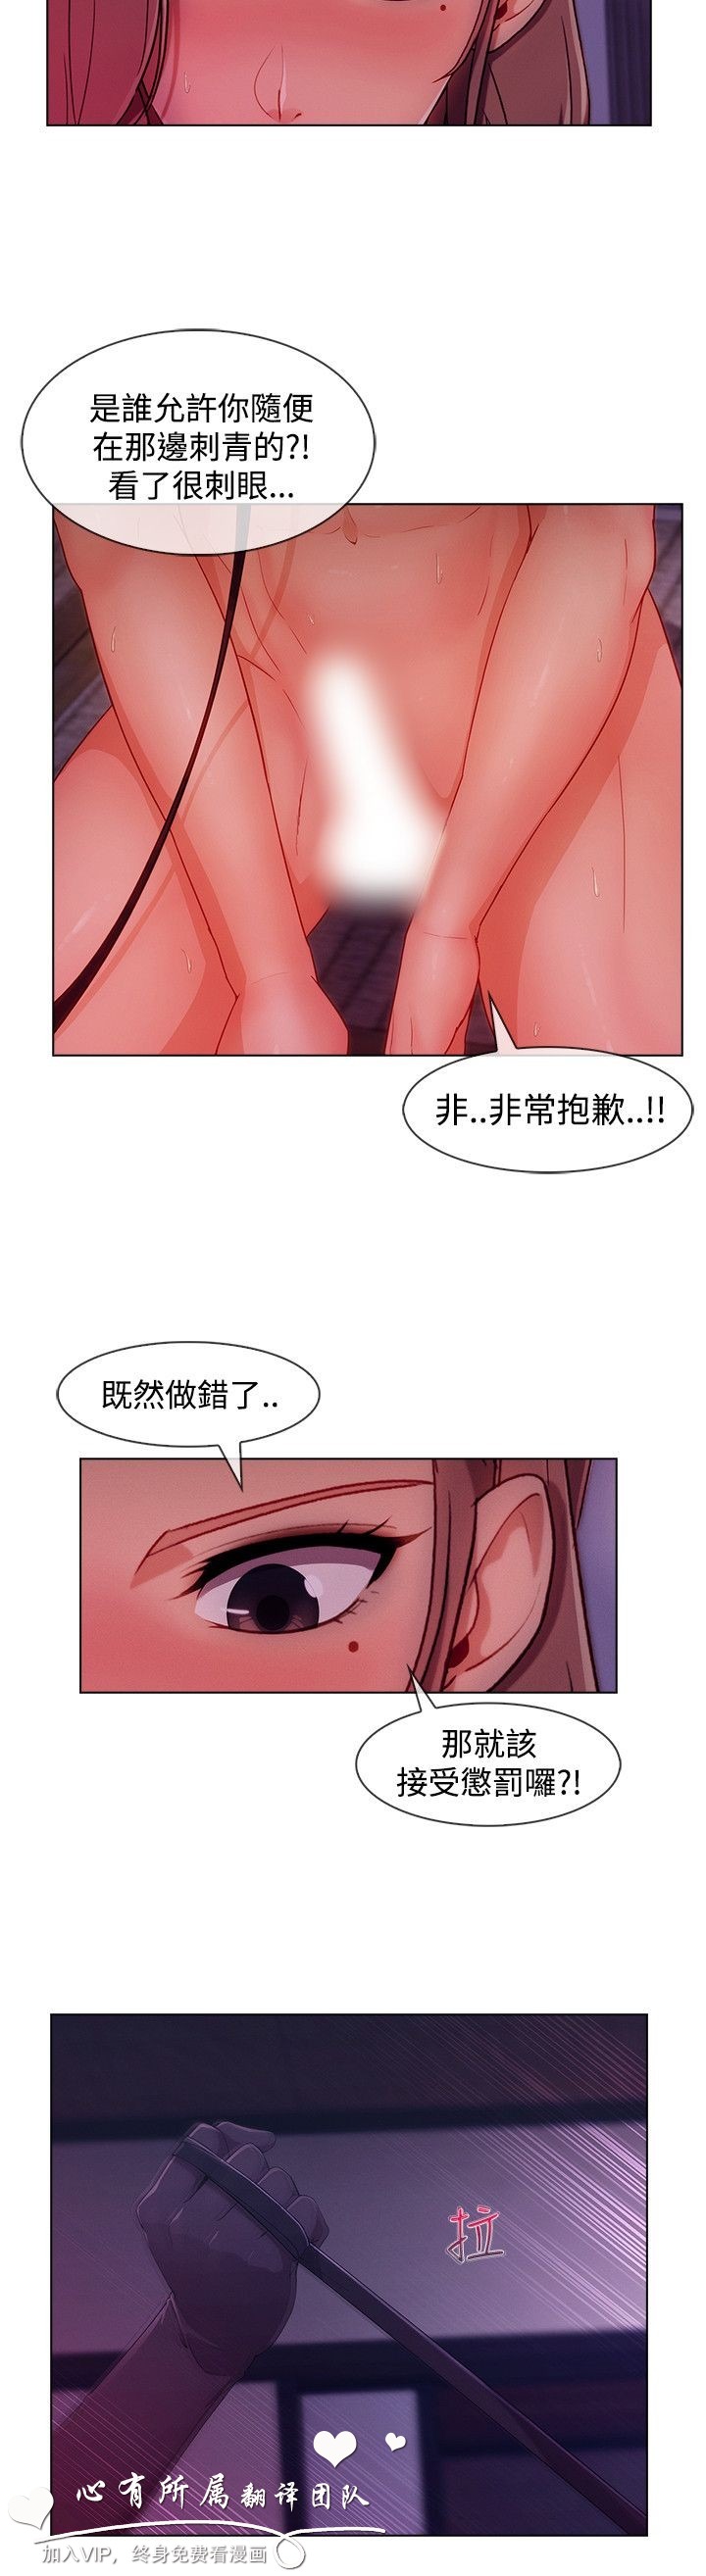 是誰允許你隨便
在那邊刺青的?!
看了很刺眼...
非..非常抱歉..!!
既然做錯了..
那就該
接受懲罰囉?!
拉
心有所属翻译团队
加入VIP，终身免费看漫画